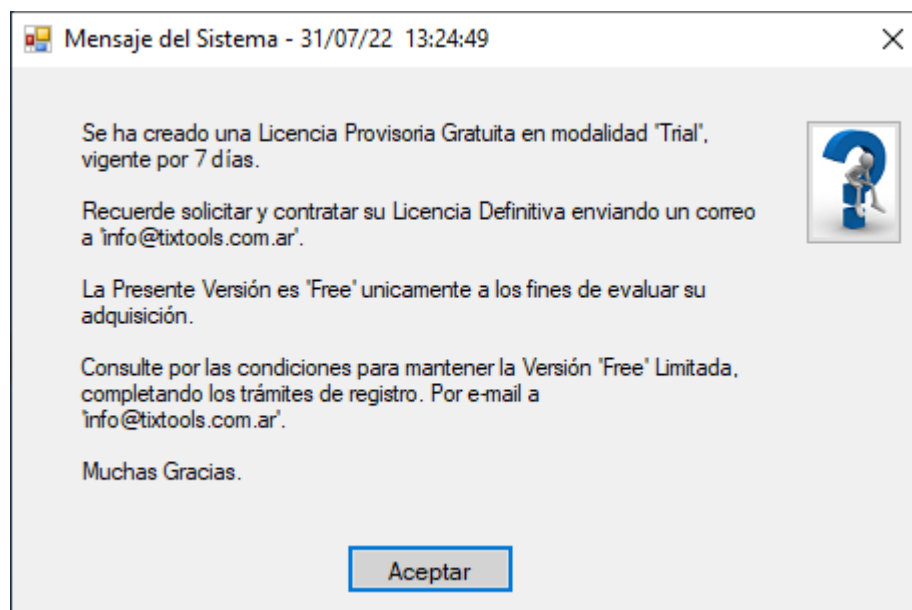 Mensaje del Sistema - 31/07/22 13:24:49
Se ha creado una Licencia Provisoria Gratuita en modalidad 'Trial',
vigente por 7 días.
Recuerde solicitar y contratar su Licencia Definitiva enviando un correo
a 'info@tixtools.com.ar'.
La Presente Versión es 'Free' unicamente a los fines de evaluar su
adquisición.
Consulte por las condiciones para mantener la Versión 'Free' Limitada,
completando los trámites de registro. Por e-mail a
'info@tixtools.com.ar'.
Muchas Gracias.
Aceptar